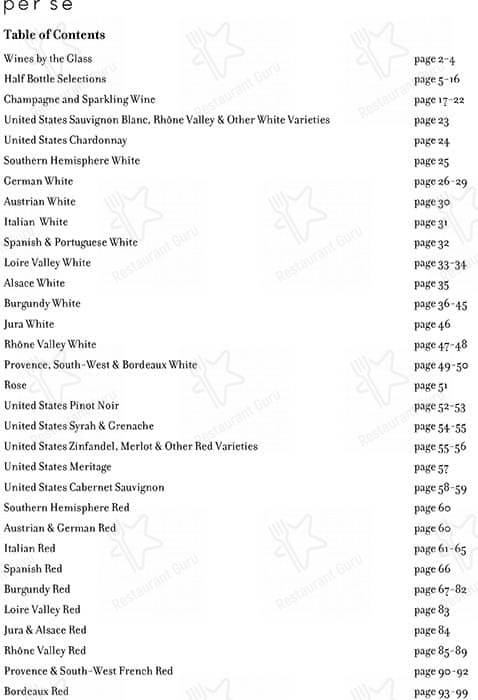 per se
Table of Contents
Wines by the Glass page 2-4
Half Bottle Selections page 5-16
Champagne and Sparkling Wine page 17-22
United States Sauvignon Blanc, Rhône Valley & Other White Varieties page 23
United States Chardonnay page 24
Southern Hemisphere White page 25
German White page 26-29
Austrian White page 30
Italian White page 31
Spanish & Portuguese White page 32
Loire Valley White page 33-34
Alsace White page 35
Burgundy White page 36-45
Jura White page 46
Rhône Valley White page 47-48
Provence, South-West & Bordeaux White page 49-50
Rose page 51
United States Pinot Noir page 52-53
United States Syrah & Grenache page 54-55
United States Zinfandel, Merlot & Other Red Varieties page 55-56
United States Meritage page 57
United States Cabernet Sauvignon page 58-59
Southern Hemisphere Red page 60
Austrian & German Red page 60
Italian Red page 61-65
Spanish Red page 66
Burgundy Red page 67-82
Loire Valley Red page 83
Jura & Alsace Red page 84
Rhône Valley Red page 85-89
Provence & South-West French Red page 90-92
Bordeaux Red page 93-99
Restaurant Guru